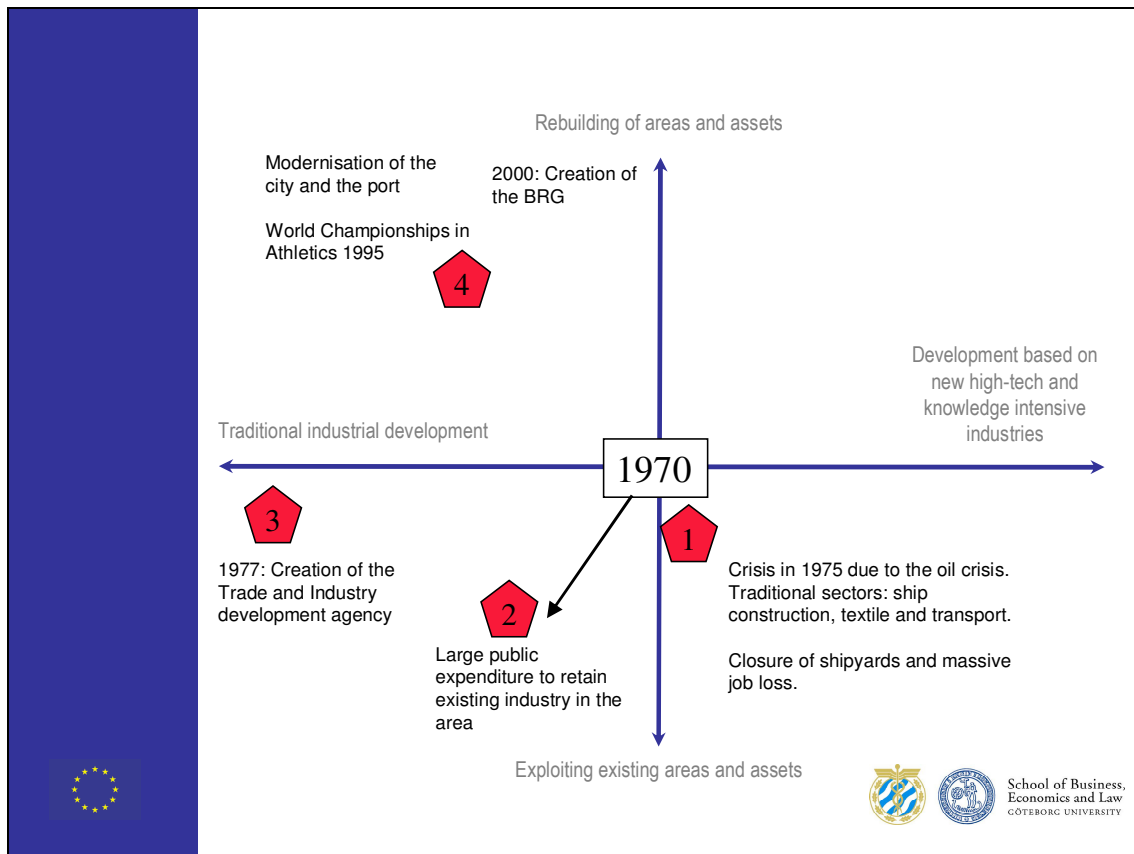 Rebuilding of areas and assets
Modernisation of the
city and the port
2000: Creation of
the BRG
World Championships in
Athletics 1995
4
Development based on
new high-tech and
knowledge intensive
industries
Traditional industrial development
1970
3
1
1977: Creation of the
Trade and Industry
development agency
Crisis in 1975 due to the oil crisis.
Traditional sectors: ship
construction, textile and transport.
Closure of shipyards and massive
job loss.
2
Large public
expenditure to retain
existing industry in the
area
Exploiting existing areas and assets
School of Business,
Economics and Law
GÖTEBORG UNIVERSITY